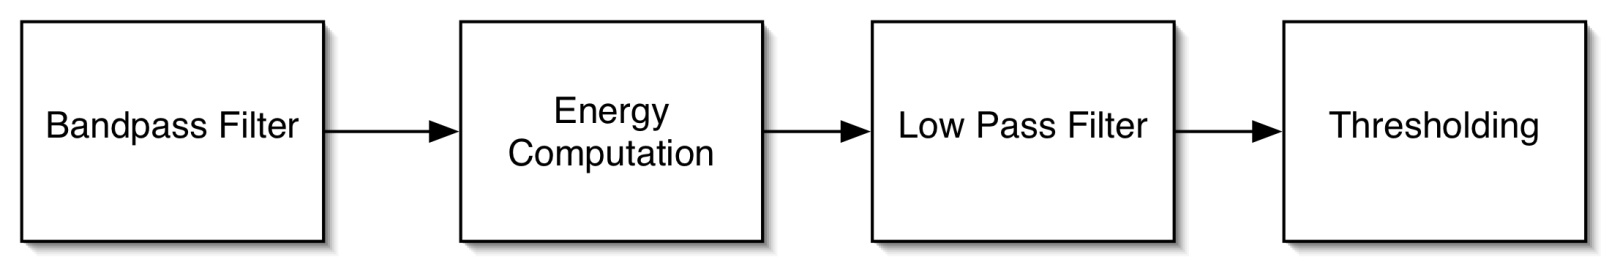 Bandpass Filter
Energy
Computation
Low Pass Filter
Thresholding